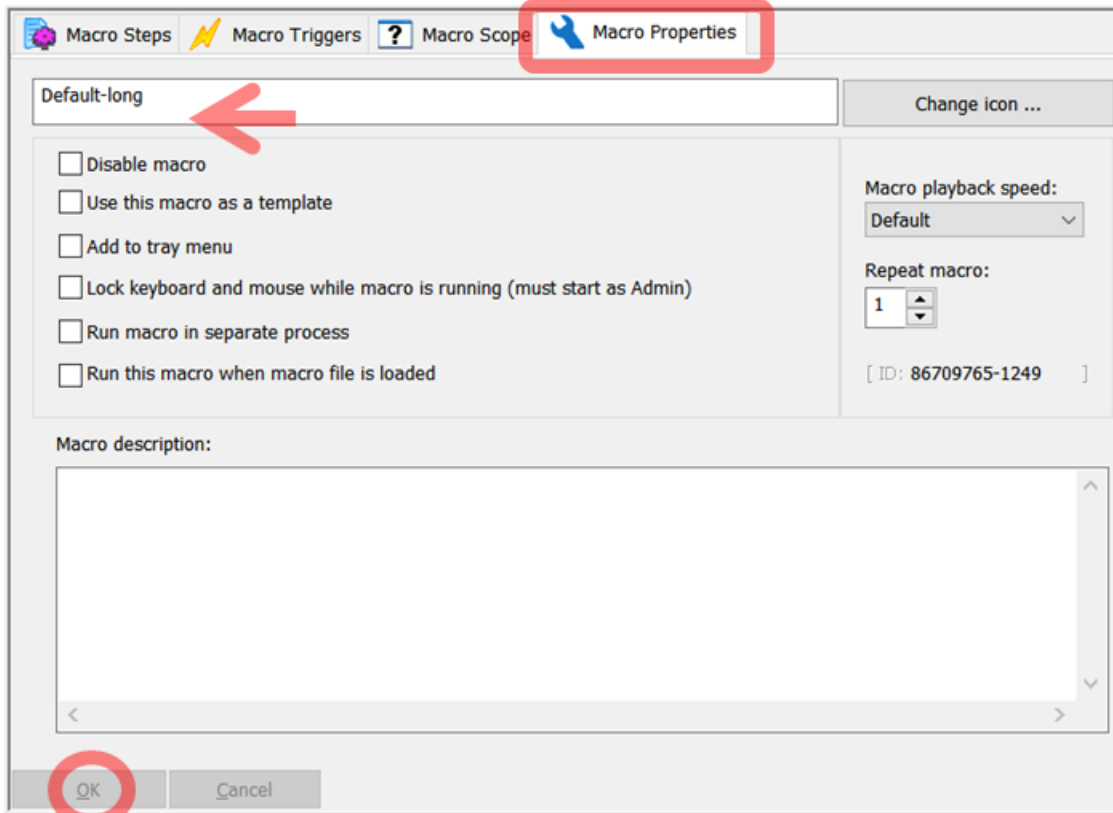 Macro Steps Macro Triggers ? Macro Scope Macro Properties
Default-long
Change icon ...
Disable macro
Use this macro as a template
Add to tray menu
Lock keyboard and mouse while macro is running (must start as Admin)
Run macro in separate process
Run this macro when macro file is loaded
Macro playback speed:
Default
Repeat macro:
1
[ ID: 86709765-1249 ]
Macro description:
OK Cancel